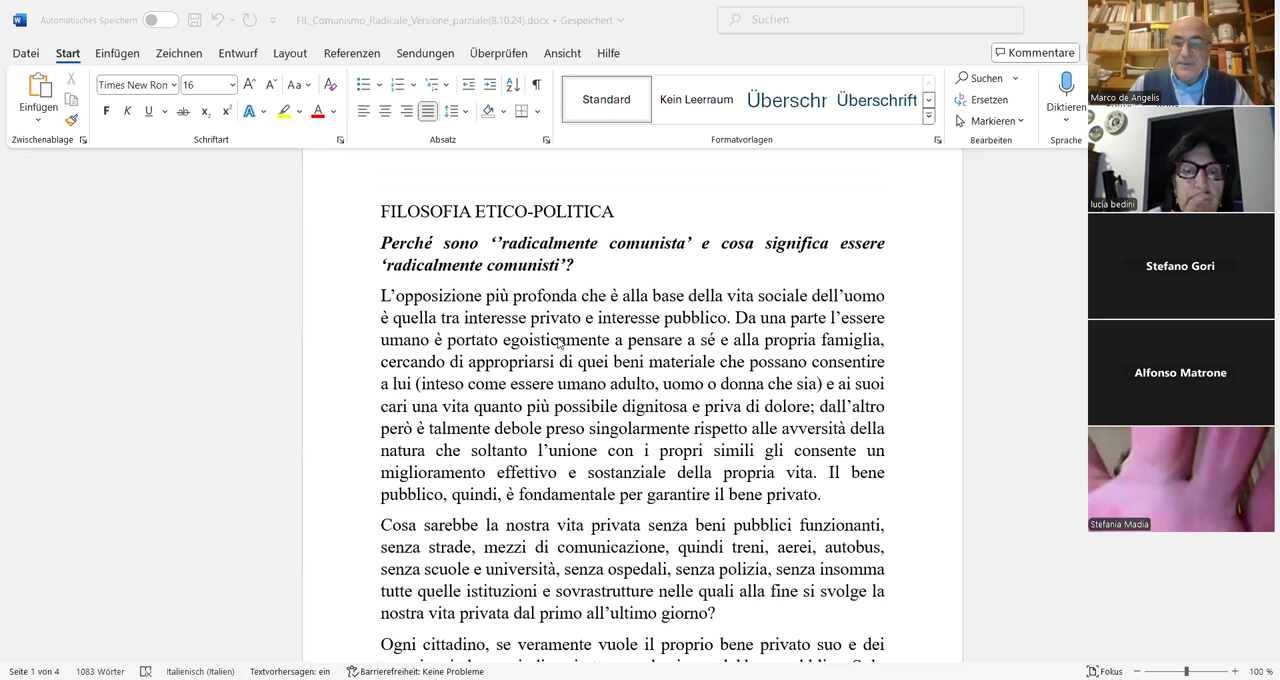 Automatisches Speichern
FIL_Comunismo_Radicale_Versione_parziale(8.10.24).docx • Gespeichert
Suchen
Datei Start Einfügen Zeichnen Entwurf Layout Referenzen Sendungen Überprüfen Ansicht Hilfe
Kommentare
Einfügen
Times New Ron 16
Aa
F K U ab x₂ x² A A
Standard
Kein Leerraum
Überschr
Überschrift
Suchen
Ersetzen
Markieren
Diktieren
Zwischenablage Schriftart Absatz Formatvorlagen Bearbeiten Sprache
FILOSOFIA ETICO-POLITICA
Perché sono ‘’radicalmente comunista’ e cosa significa essere
‘radicalmente comunisti’?
L’opposizione più profonda che è alla base della vita sociale dell’uomo
è quella tra interesse privato e interesse pubblico. Da una parte l’essere
umano è portato egoisticamente a pensare a sé e alla propria famiglia,
cercando di appropriarsi di quei beni materiale che possano consentire
a lui (inteso come essere umano adulto, uomo o donna che sia) e ai suoi
cari una vita quanto più possibile dignitosa e priva di dolore; dall’altro
però è talmente debole preso singolarmente rispetto alle avversità della
natura che soltanto l’unione con i propri simili gli consente un
miglioramento effettivo e sostanziale della propria vita. Il bene
pubblico, quindi, è fondamentale per garantire il bene privato.
Cosa sarebbe la nostra vita privata senza beni pubblici funzionanti,
senza strade, mezzi di comunicazione, quindi treni, aerei, autobus,
senza scuole e università, senza ospedali, senza polizia, senza insomma
tutte quelle istituzioni e sovrastrutture nelle quali alla fine si svolge la
nostra vita privata dal primo all’ultimo giorno?
Ogni cittadino, se veramente vuole il proprio bene privato suo e dei
Marco de Angelis
lucia bedini
Stefano Gori
Alfonso Matrone
Stefania Madia
Seite 1 von 4 1083 Wörter Italienisch (Italien) Textvorhersagen: ein Barrierefreiheit: Keine Probleme Fokus 100 %